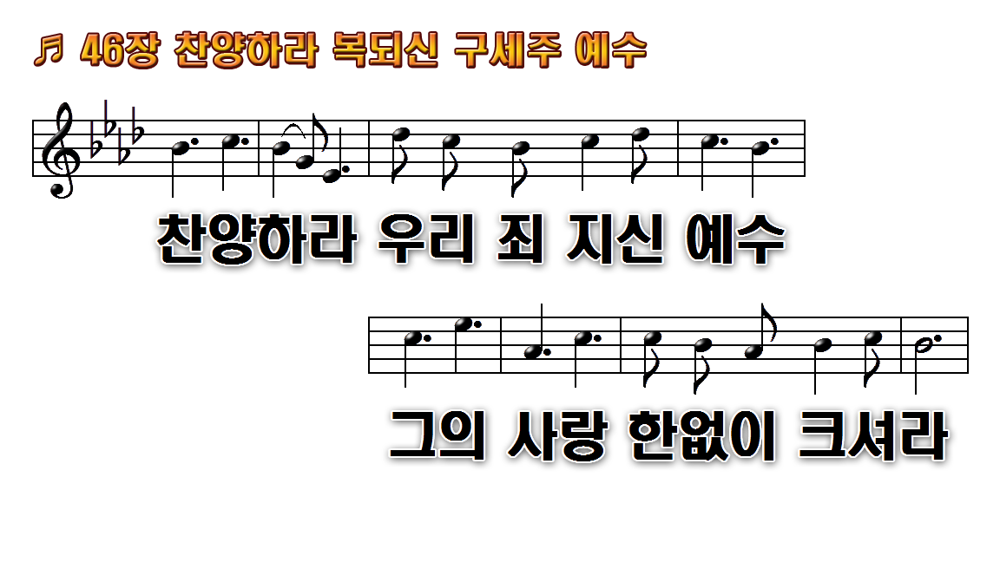 ♬ 46장 찬양하라 복되신 구세주 예수
찬양하라 우리 죄 지신 예수
그의 사랑 한없이 크셔라